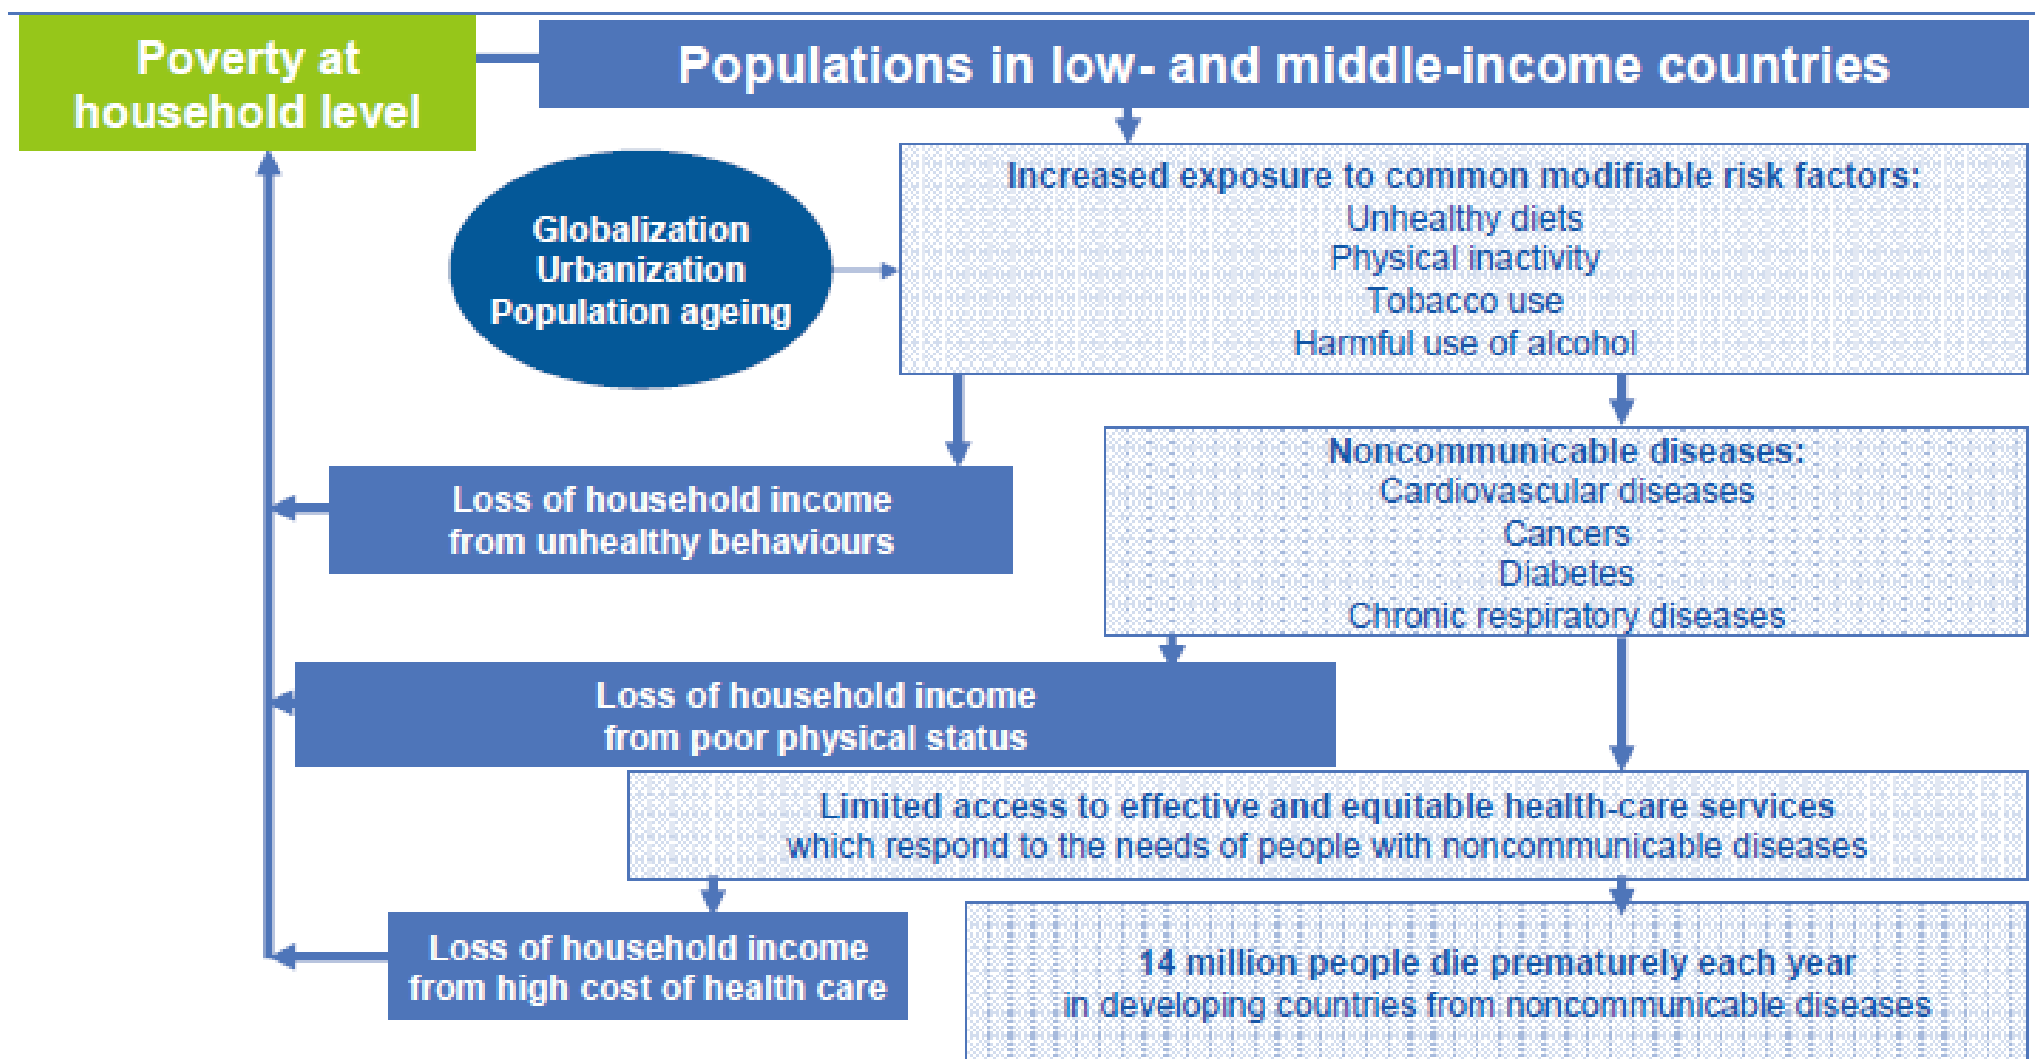 Poverty at
household level
Populations in low- and middle-income countries
Increased exposure to common modifiable risk factors:
Unhealthy diets
Physical inactivity
Tobacco use
Harmful use of alcohol
Globalization
Urbanization
Population ageing
Noncommunicable diseases:
Cardiovascular diseases
Cancers
Diabetes
Chronic respiratory diseases
Loss of household income
from unhealthy behaviours
Loss of household income
from poor physical status
Limited access to effective and equitable health-care services
which respond to the needs of people with noncommunicable diseases
Loss of household income
from high cost of health care
14 million people die prematurely each year
in developing countries from noncommunicable diseases